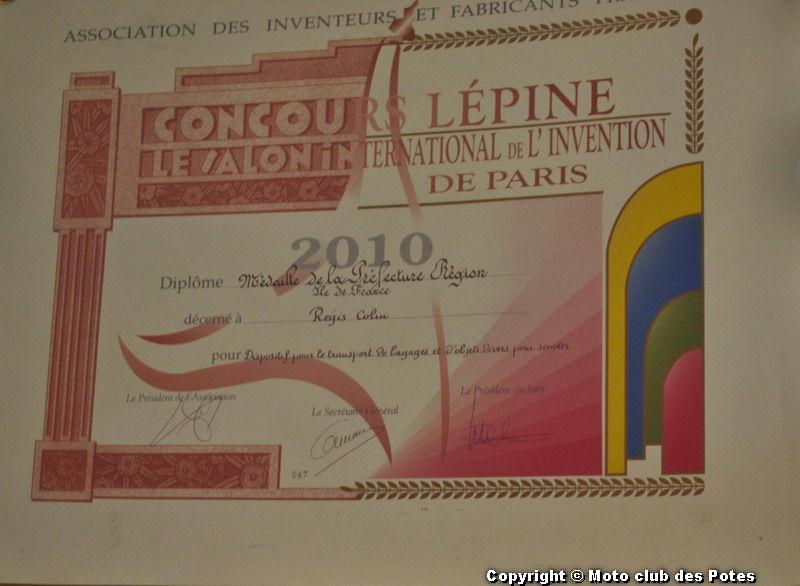 ASSOCIATION DES INVENTEURS ET FABRICANTS
CONCOURS LÉPINE
LE SALON INTERNATIONAL DE L'INVENTION
DE PARIS
2010
Diplôme Médaille de la Préfecture Région
Ile de France
décerné à Régis Colin
pour Dispositif pour le transport de bagages et d'objets divers pour scooter
Le Président de l'Association
Le Secrétaire Général
Le Président du Jury
067
Copyright © Moto club des Potes